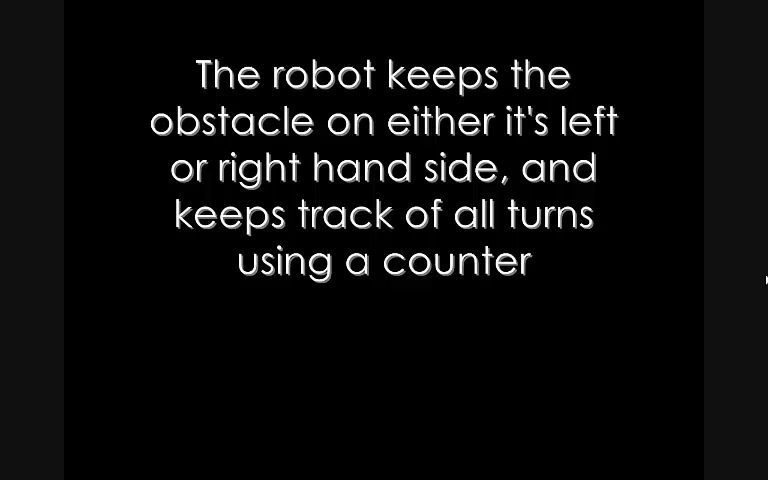 The robot keeps the
obstacle on either it's left
or right hand side, and
keeps track of all turns
using a counter